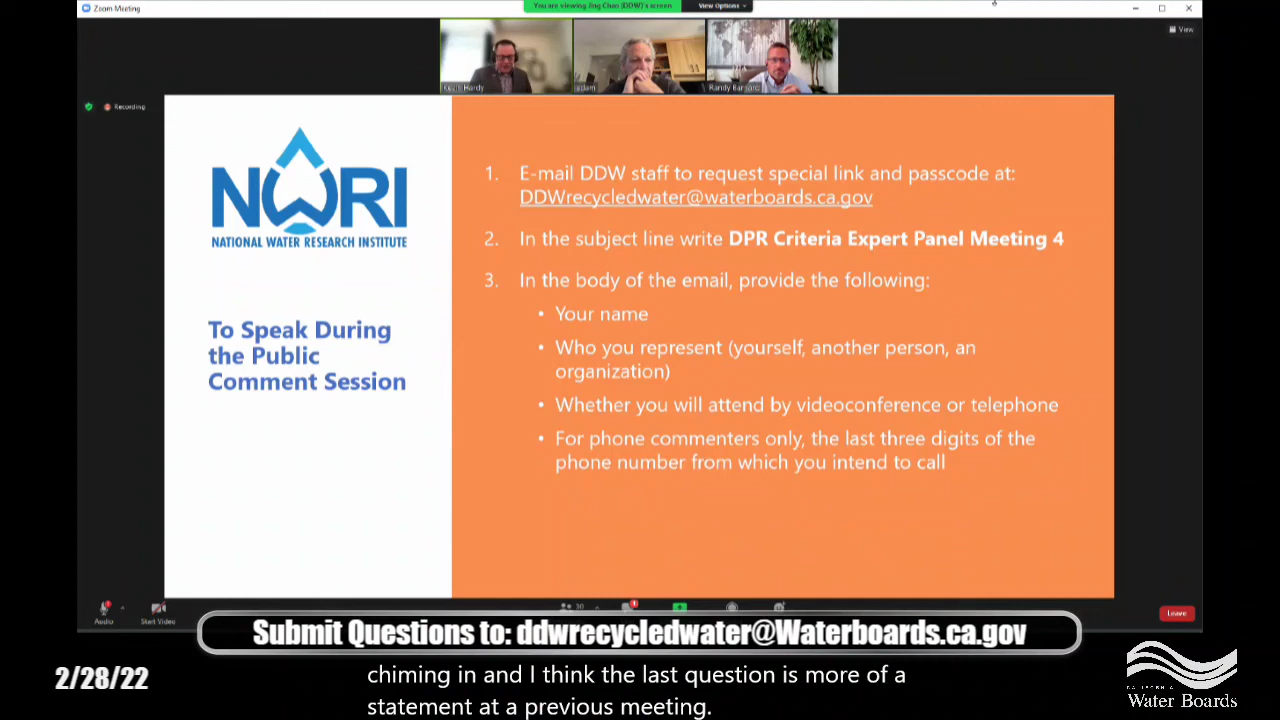 Zoom Meeting
You are viewing Jing Chao (DDW)'s screen
View Options
View
Kevin Hardy
adam
Randy Barnard
Recording
NWRI
NATIONAL WATER RESEARCH INSTITUTE
To Speak During
the Public
Comment Session
1. E-mail DDW staff to request special link and passcode at:
DDWrecycledwater@waterboards.ca.gov
2. In the subject line write DPR Criteria Expert Panel Meeting 4
3. In the body of the email, provide the following:
• Your name
• Who you represent (yourself, another person, an
organization)
• Whether you will attend by videoconference or telephone
• For phone commenters only, the last three digits of the
phone number from which you intend to call
Audio
Start Video
30
Leave
Submit Questions to: ddwrecycledwater@Waterboards.ca.gov
2/28/22
chiming in and I think the last question is more of a
statement at a previous meeting.
CALIFORNIA
Water Boards